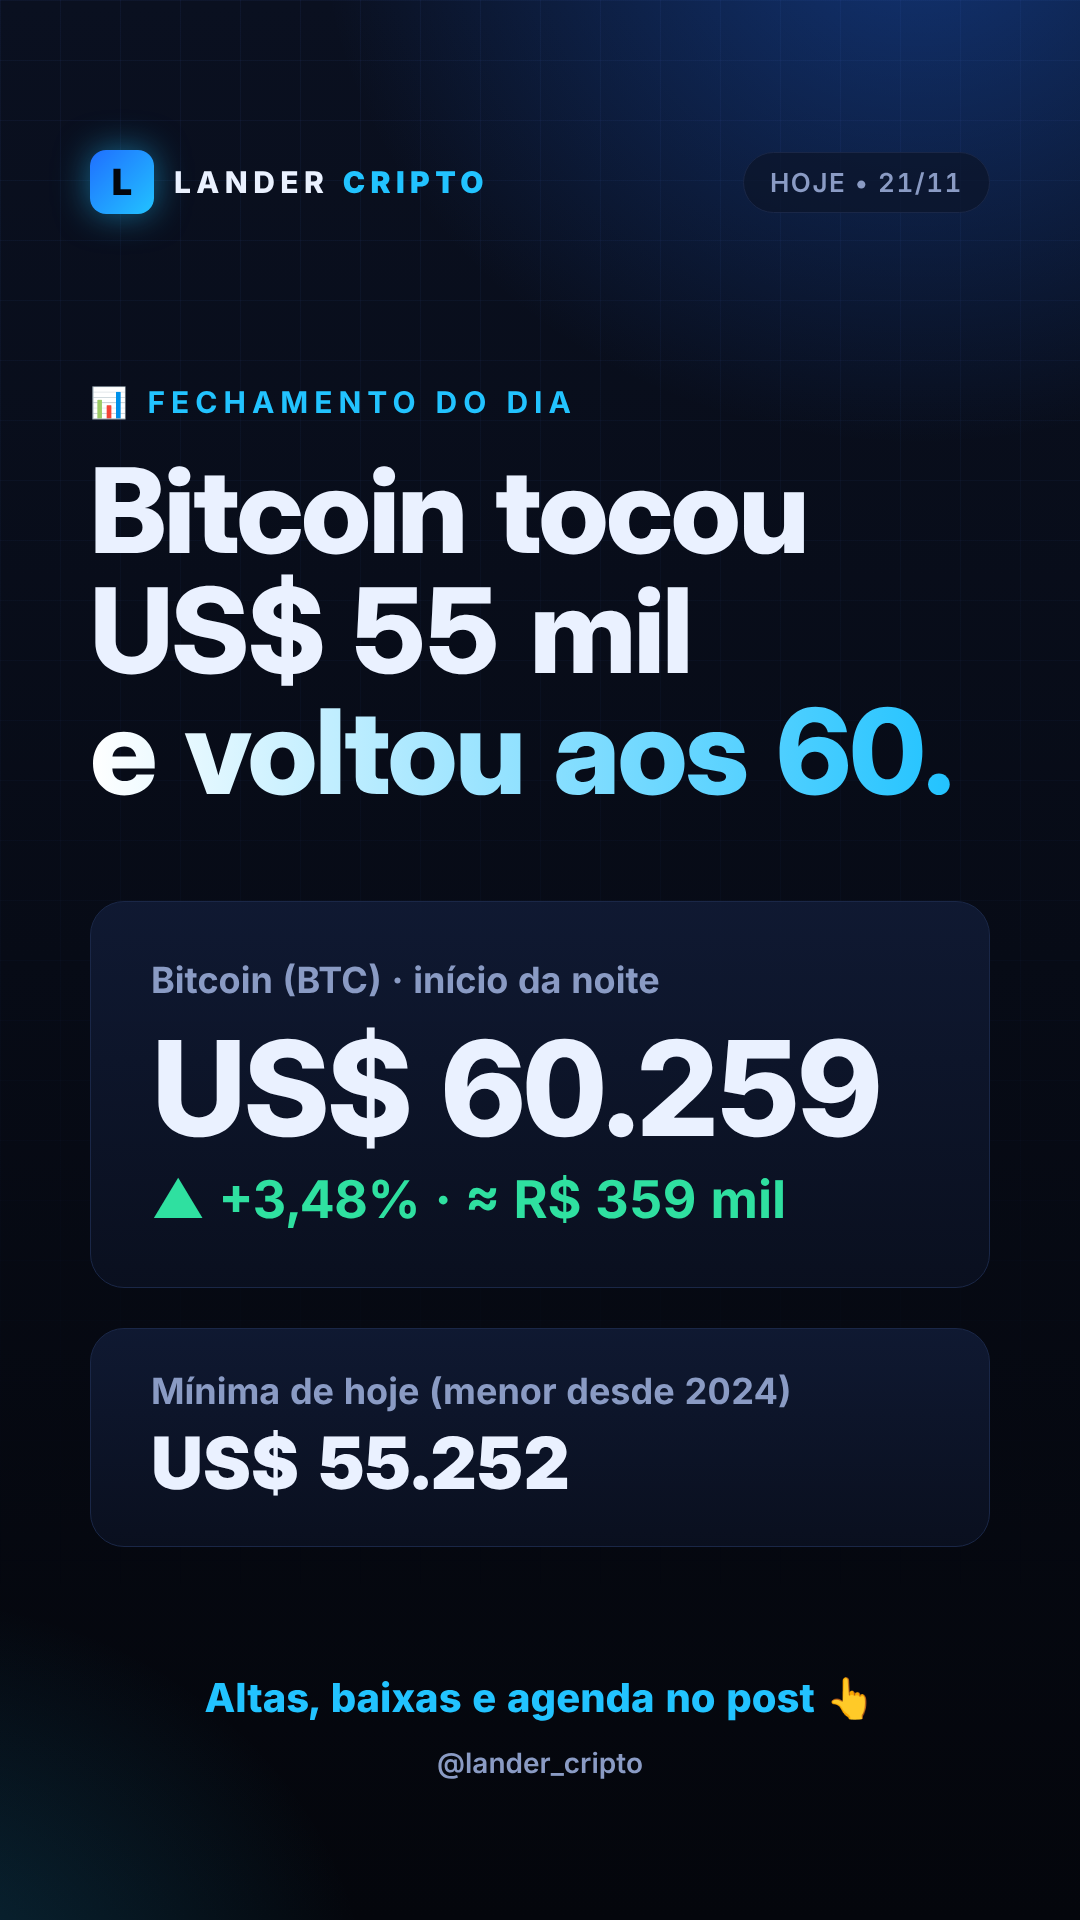 L LANDER CRIPTO
HOJE • 21/11
📊 FECHAMENTO DO DIA
Bitcoin tocou
US$ 55 mil
e voltou aos 60.
Bitcoin (BTC) · início da noite
US$ 60.259
▲ +3,48% · ≈ R$ 359 mil
Mínima de hoje (menor desde 2024)
US$ 55.252
Altas, baixas e agenda no post 👆
@lander_cripto